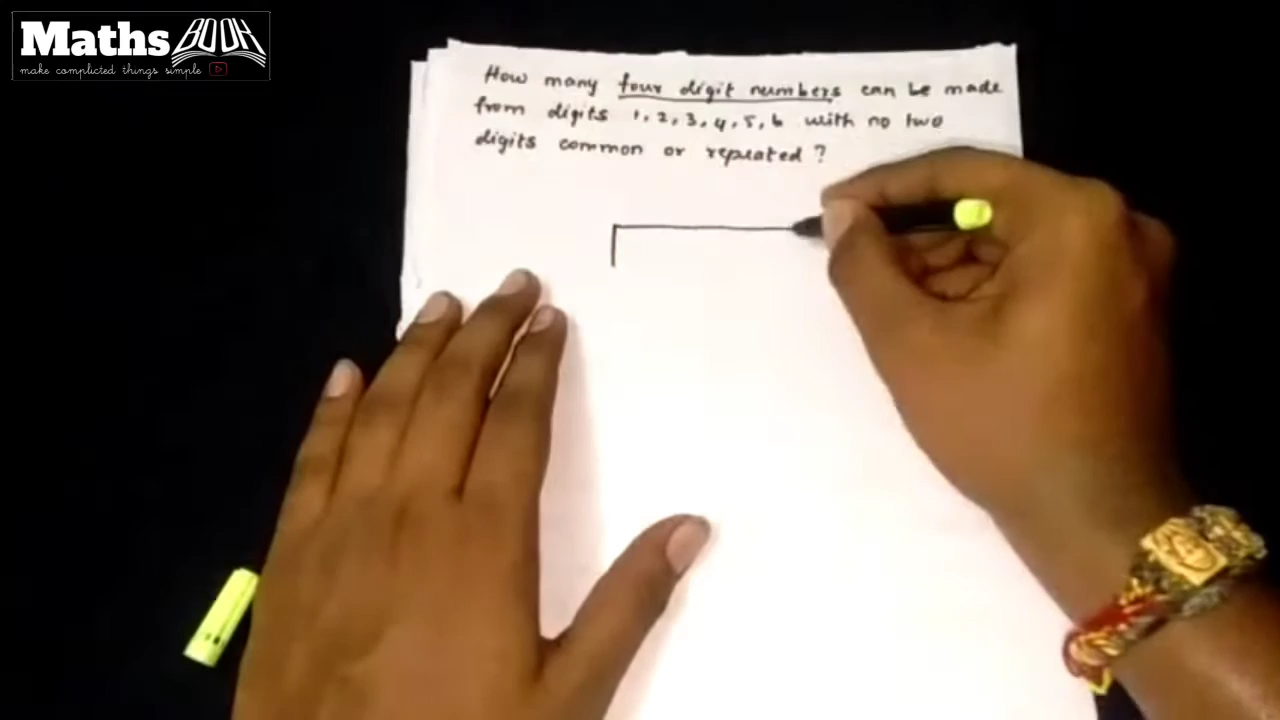 Maths BOOK
make complicted things simple
How many four digit numbers can be made
from digits 1, 2, 3, 4, 5, 6 with no two
digits common or repeated ?